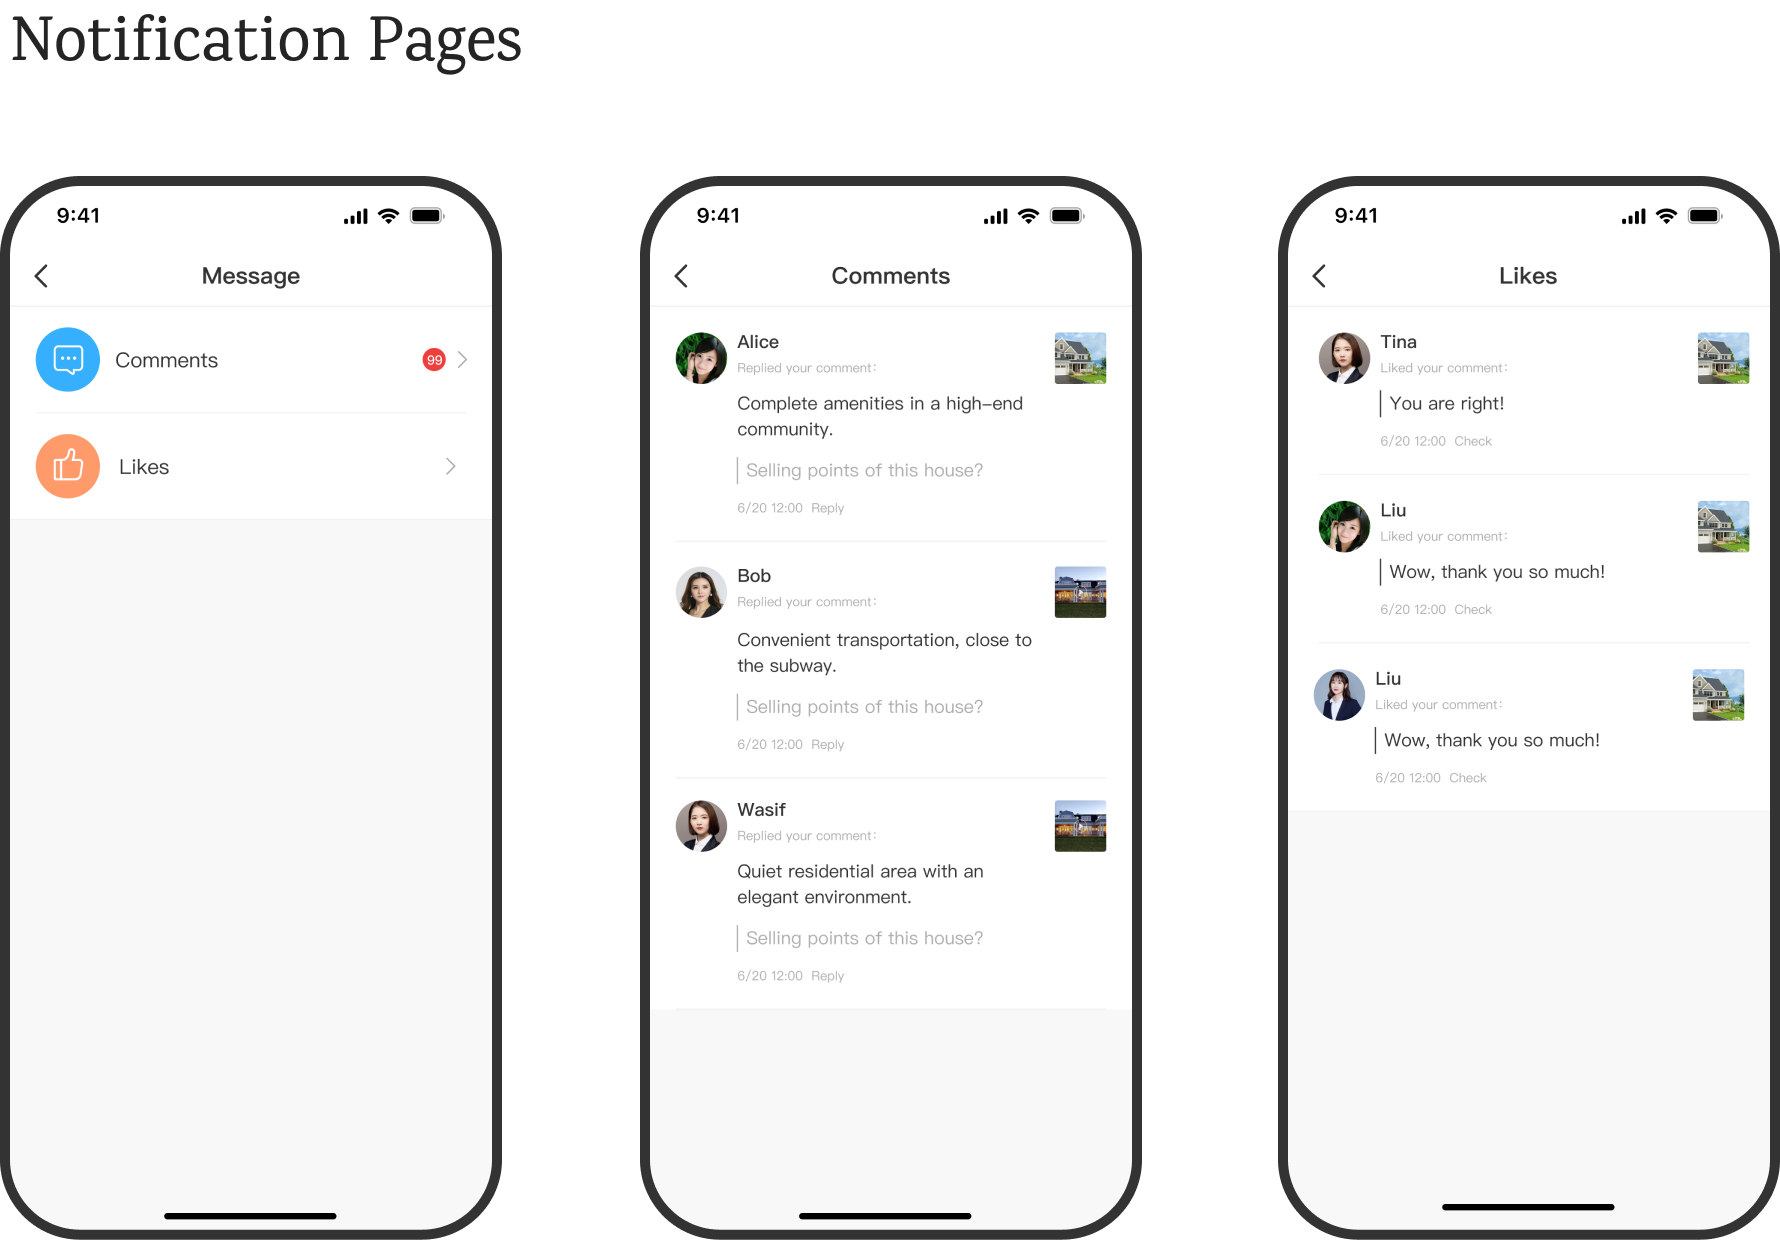 Notification Pages
9:41
Message
Comments
99
Likes
9:41
Comments
Alice
Replied your comment:
Complete amenities in a high-end
community.
Selling points of this house?
6/20 12:00 Reply
Bob
Replied your comment:
Convenient transportation, close to
the subway.
Selling points of this house?
6/20 12:00 Reply
Wasif
Replied your comment:
Quiet residential area with an
elegant environment.
Selling points of this house?
6/20 12:00 Reply
9:41
Likes
Tina
Liked your comment:
You are right!
6/20 12:00 Check
Liu
Liked your comment:
Wow, thank you so much!
6/20 12:00 Check
Liu
Liked your comment:
Wow, thank you so much!
6/20 12:00 Check